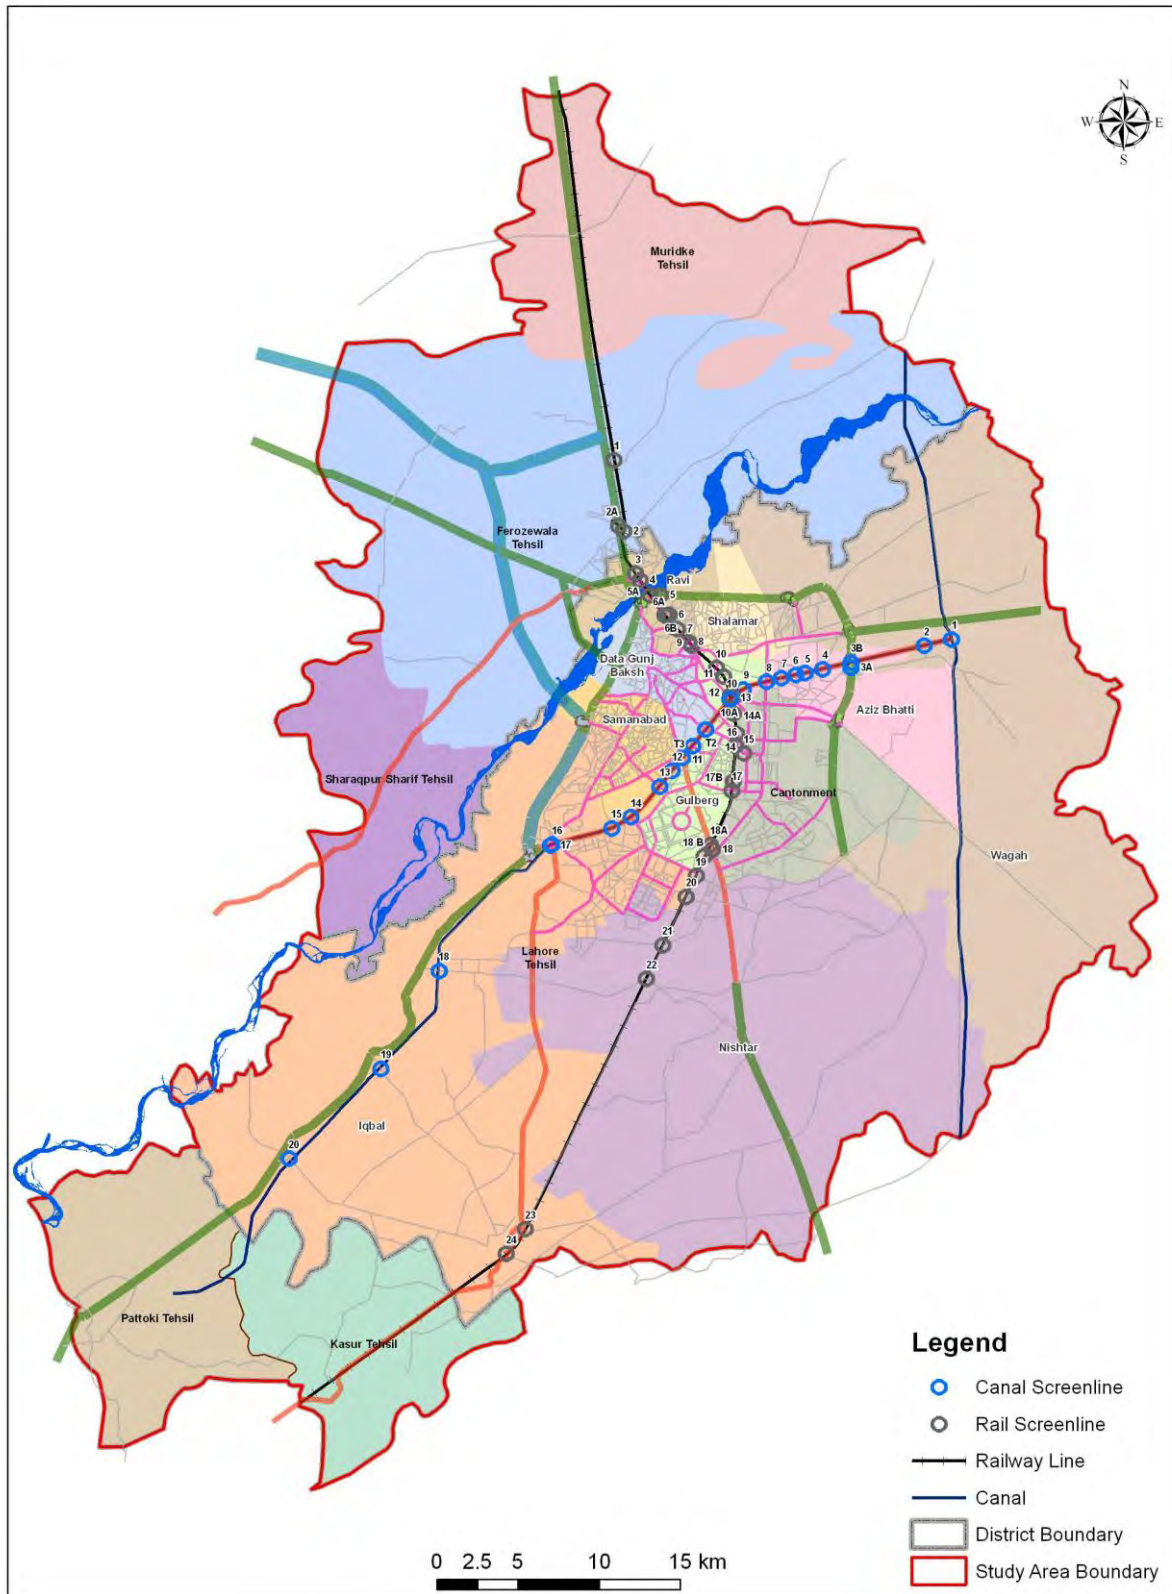 N
W
E
S
Muridke
Tehsil
1
2A
2
Ferozewala
Tehsil
3
4
Ravi
5A
5
6A
6
6B
7
Shalamar
8
9
1
2
3B
3A
4
5
6
7
8
9
10
11
10
Data Gunj
Baksh
12
13
10A
14A
Aziz Bhatti
Samanabad
16
15
14
T2
T3
11
12
13
17
17B
Cantonment
Sharaqpur Sharif Tehsil
Gulberg
14
15
16
17
18A
18 B
18
19
20
Wagah
21
Lahore
Tehsil
18
22
Nishtar
19
Iqbal
20
23
24
Pattoki Tehsil
Kasur Tehsil
Legend
Canal Screenline
Rail Screenline
Railway Line
Canal
District Boundary
Study Area Boundary
0 2.5 5 10 15 km